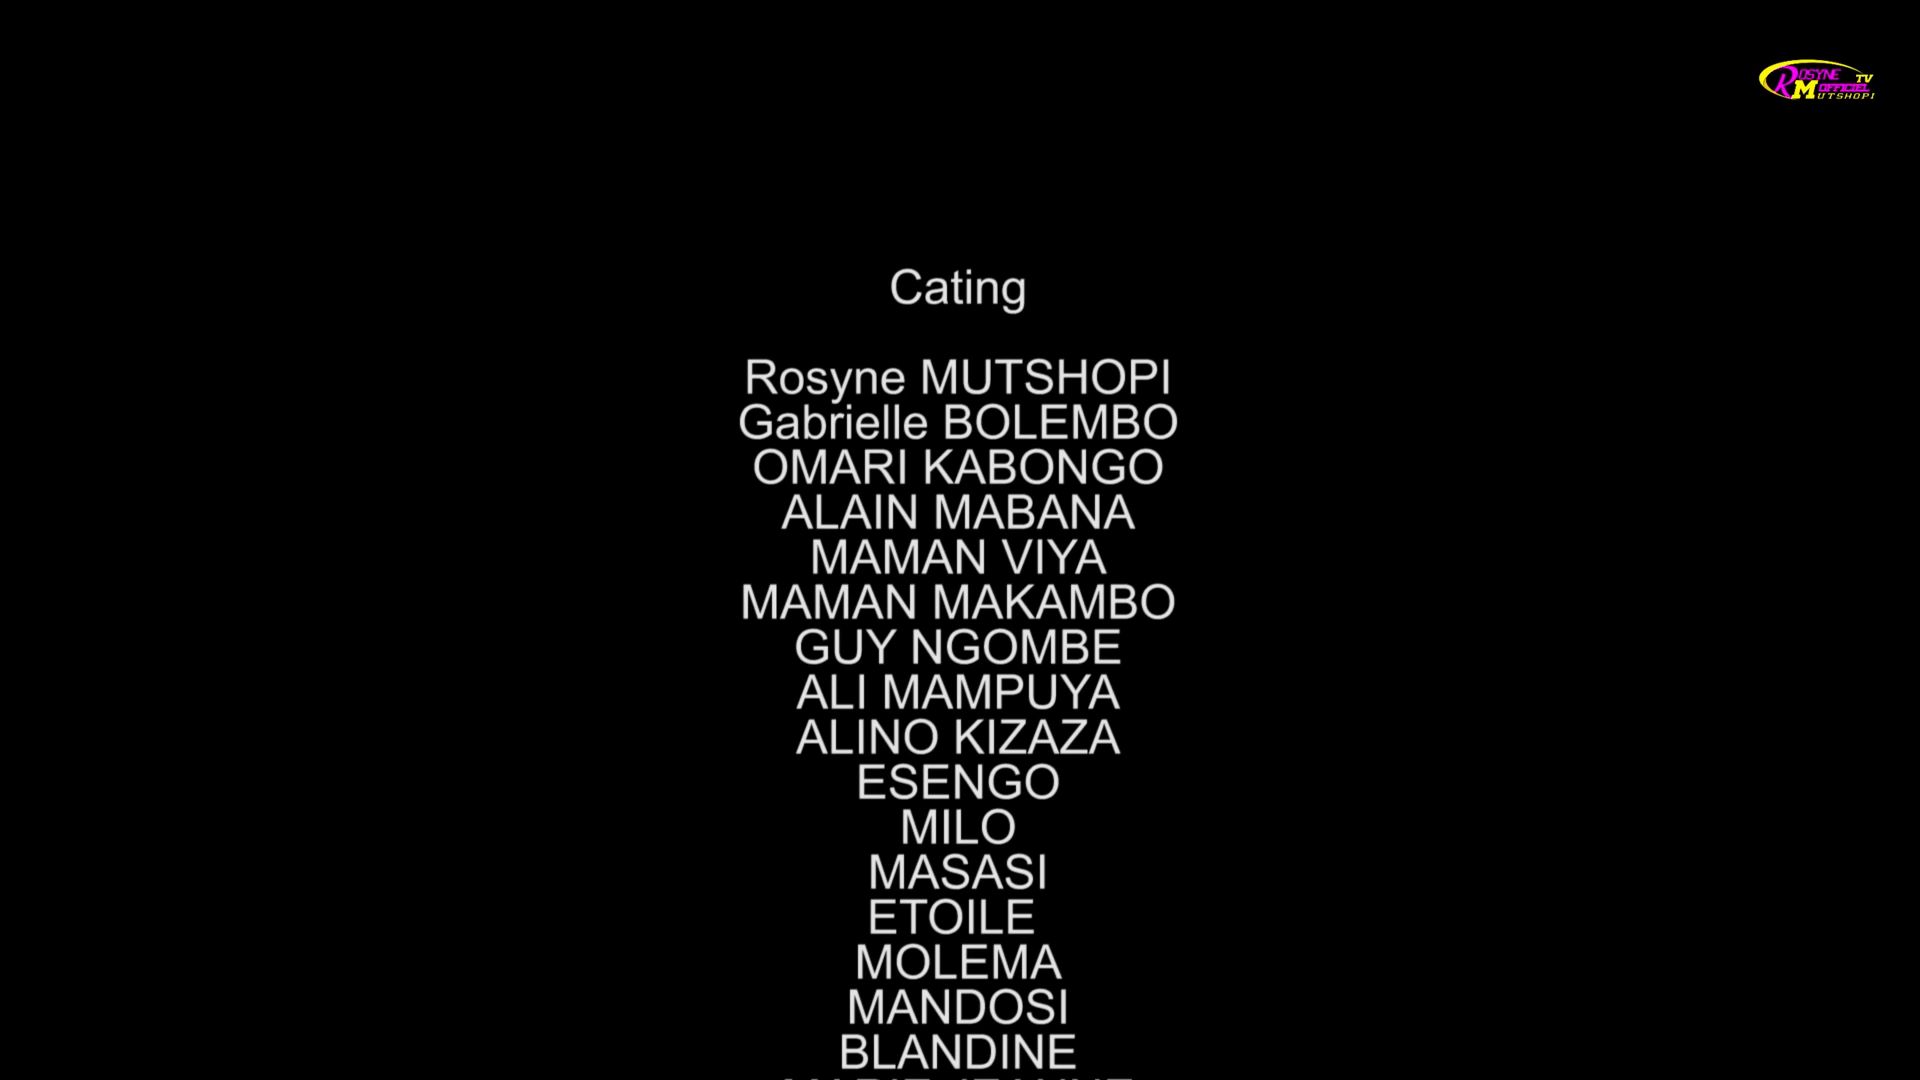 ROSYNE TV
OFFICIEL
MUTSHOPI
Cating
Rosyne MUTSHOPI
Gabrielle BOLEMBO
OMARI KABONGO
ALAIN MABANA
MAMAN VIYA
MAMAN MAKAMBO
GUY NGOMBE
ALI MAMPUYA
ALINO KIZAZA
ESENGO
MILO
MASASI
ETOILE
MOLEMA
MANDOSI
BLANDINE